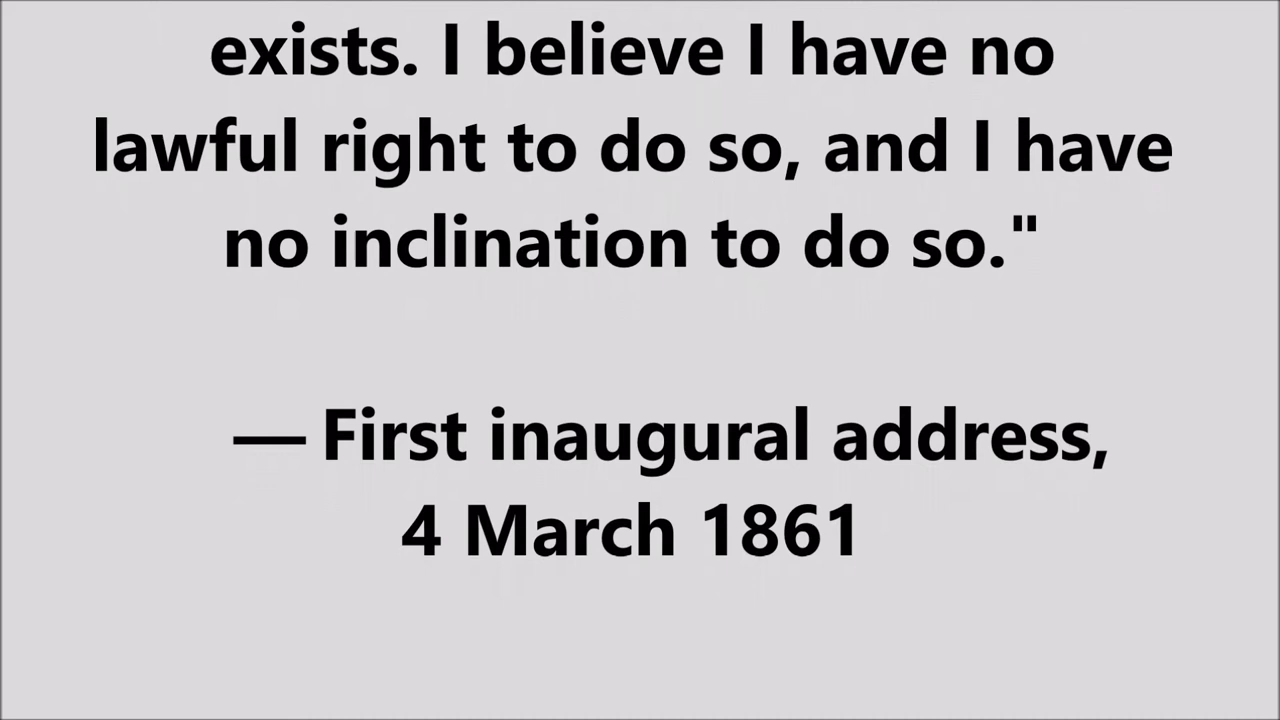 exists. I believe I have no
lawful right to do so, and I have
no inclination to do so."
— First inaugural address,
4 March 1861